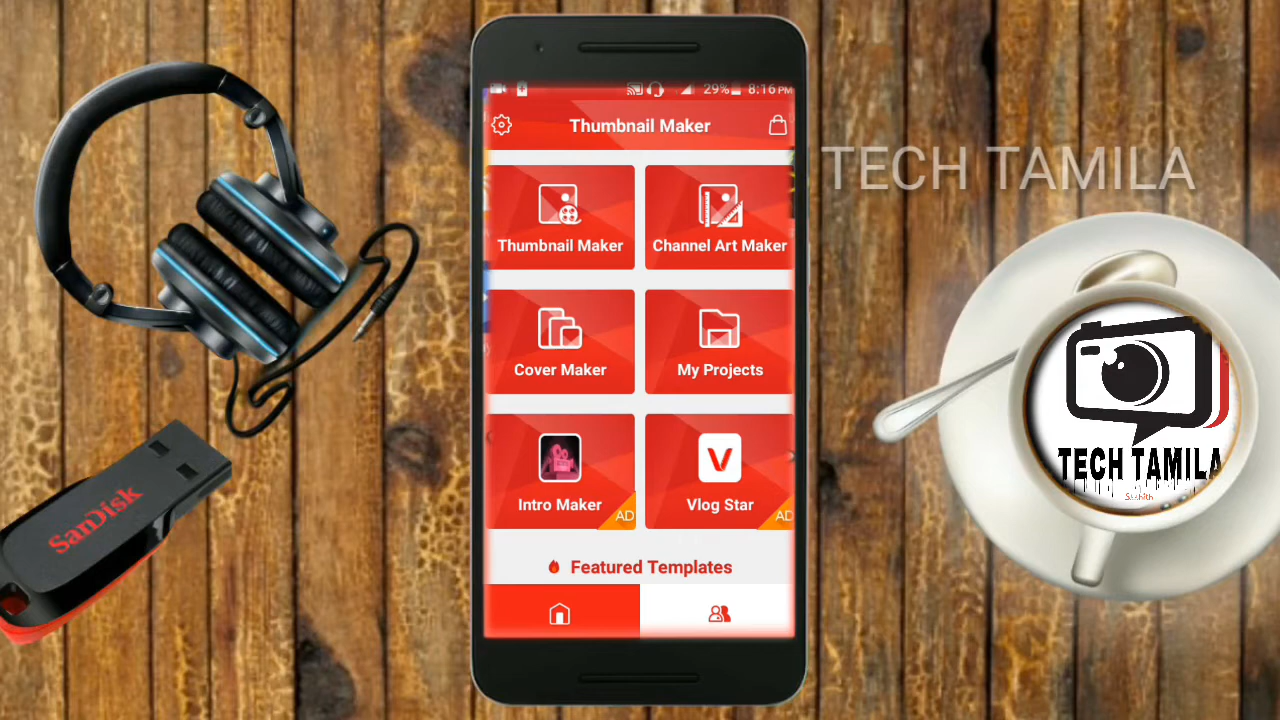 29% 8:16 PM
Thumbnail Maker
TECH TAMILA
Thumbnail Maker
Channel Art Maker
Cover Maker
My Projects
Intro Maker
AD
Vlog Star
AD
Featured Templates
SanDisk
TECH TAMILA